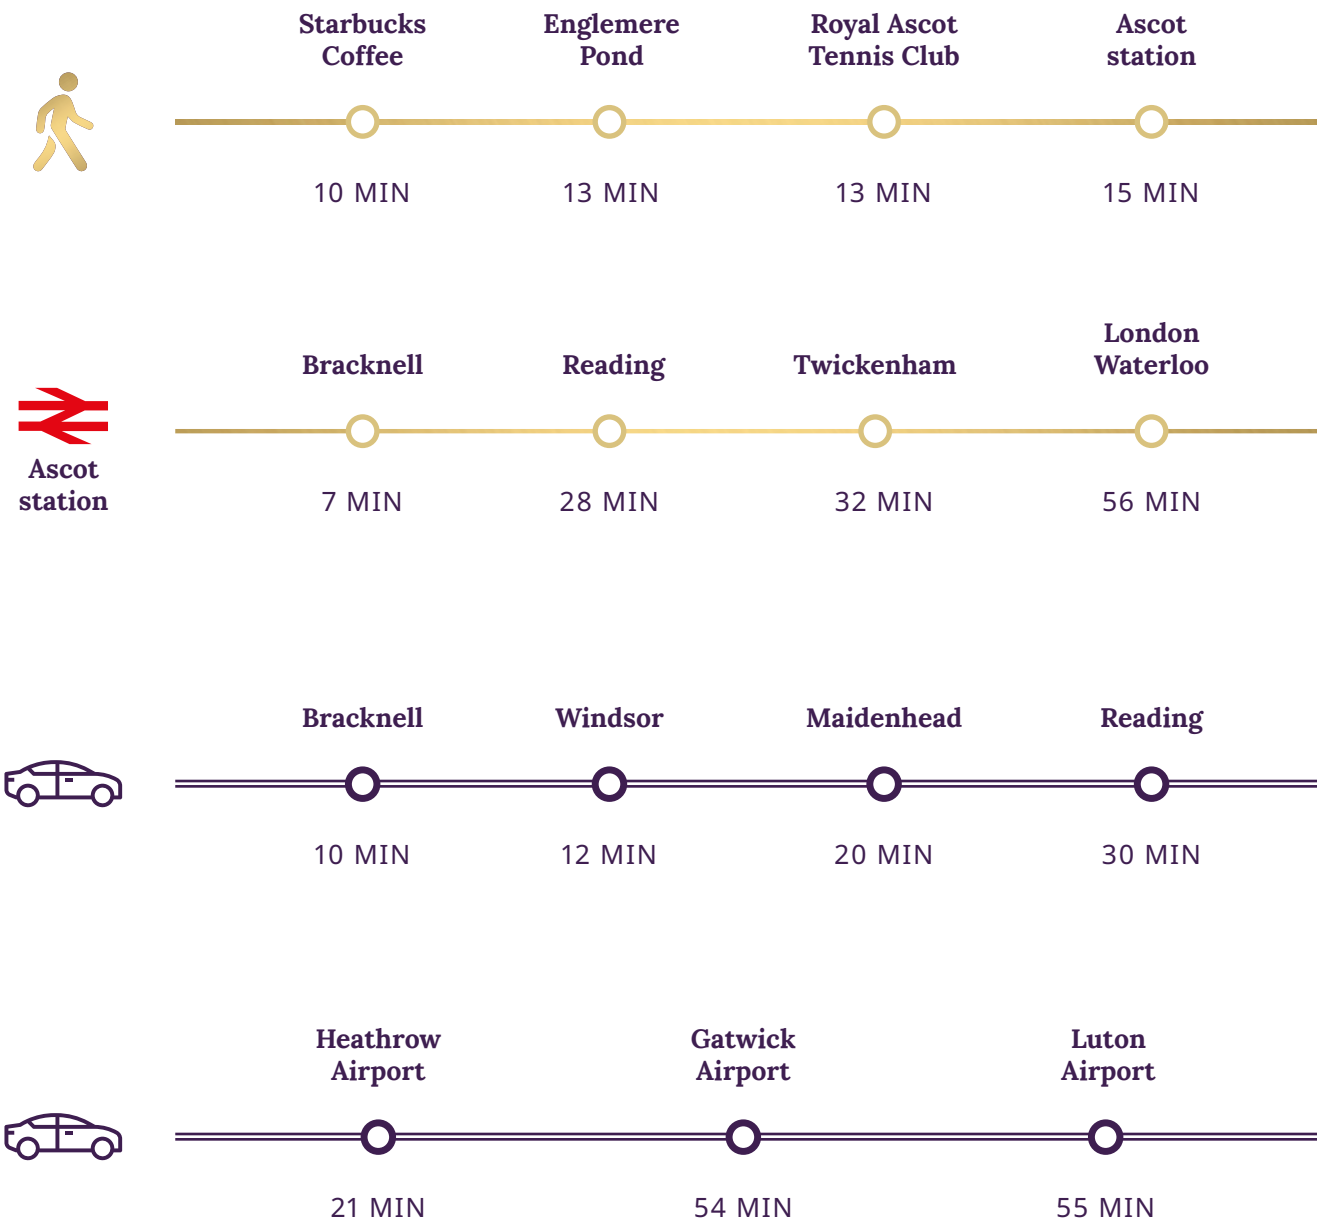 Starbucks
Coffee
Englemere
Pond
Royal Ascot
Tennis Club
Ascot
station
10 MIN
13 MIN
13 MIN
15 MIN
Ascot
station
Bracknell
Reading
Twickenham
London
Waterloo
7 MIN
28 MIN
32 MIN
56 MIN
Bracknell
Windsor
Maidenhead
Reading
10 MIN
12 MIN
20 MIN
30 MIN
Heathrow
Airport
Gatwick
Airport
Luton
Airport
21 MIN
54 MIN
55 MIN